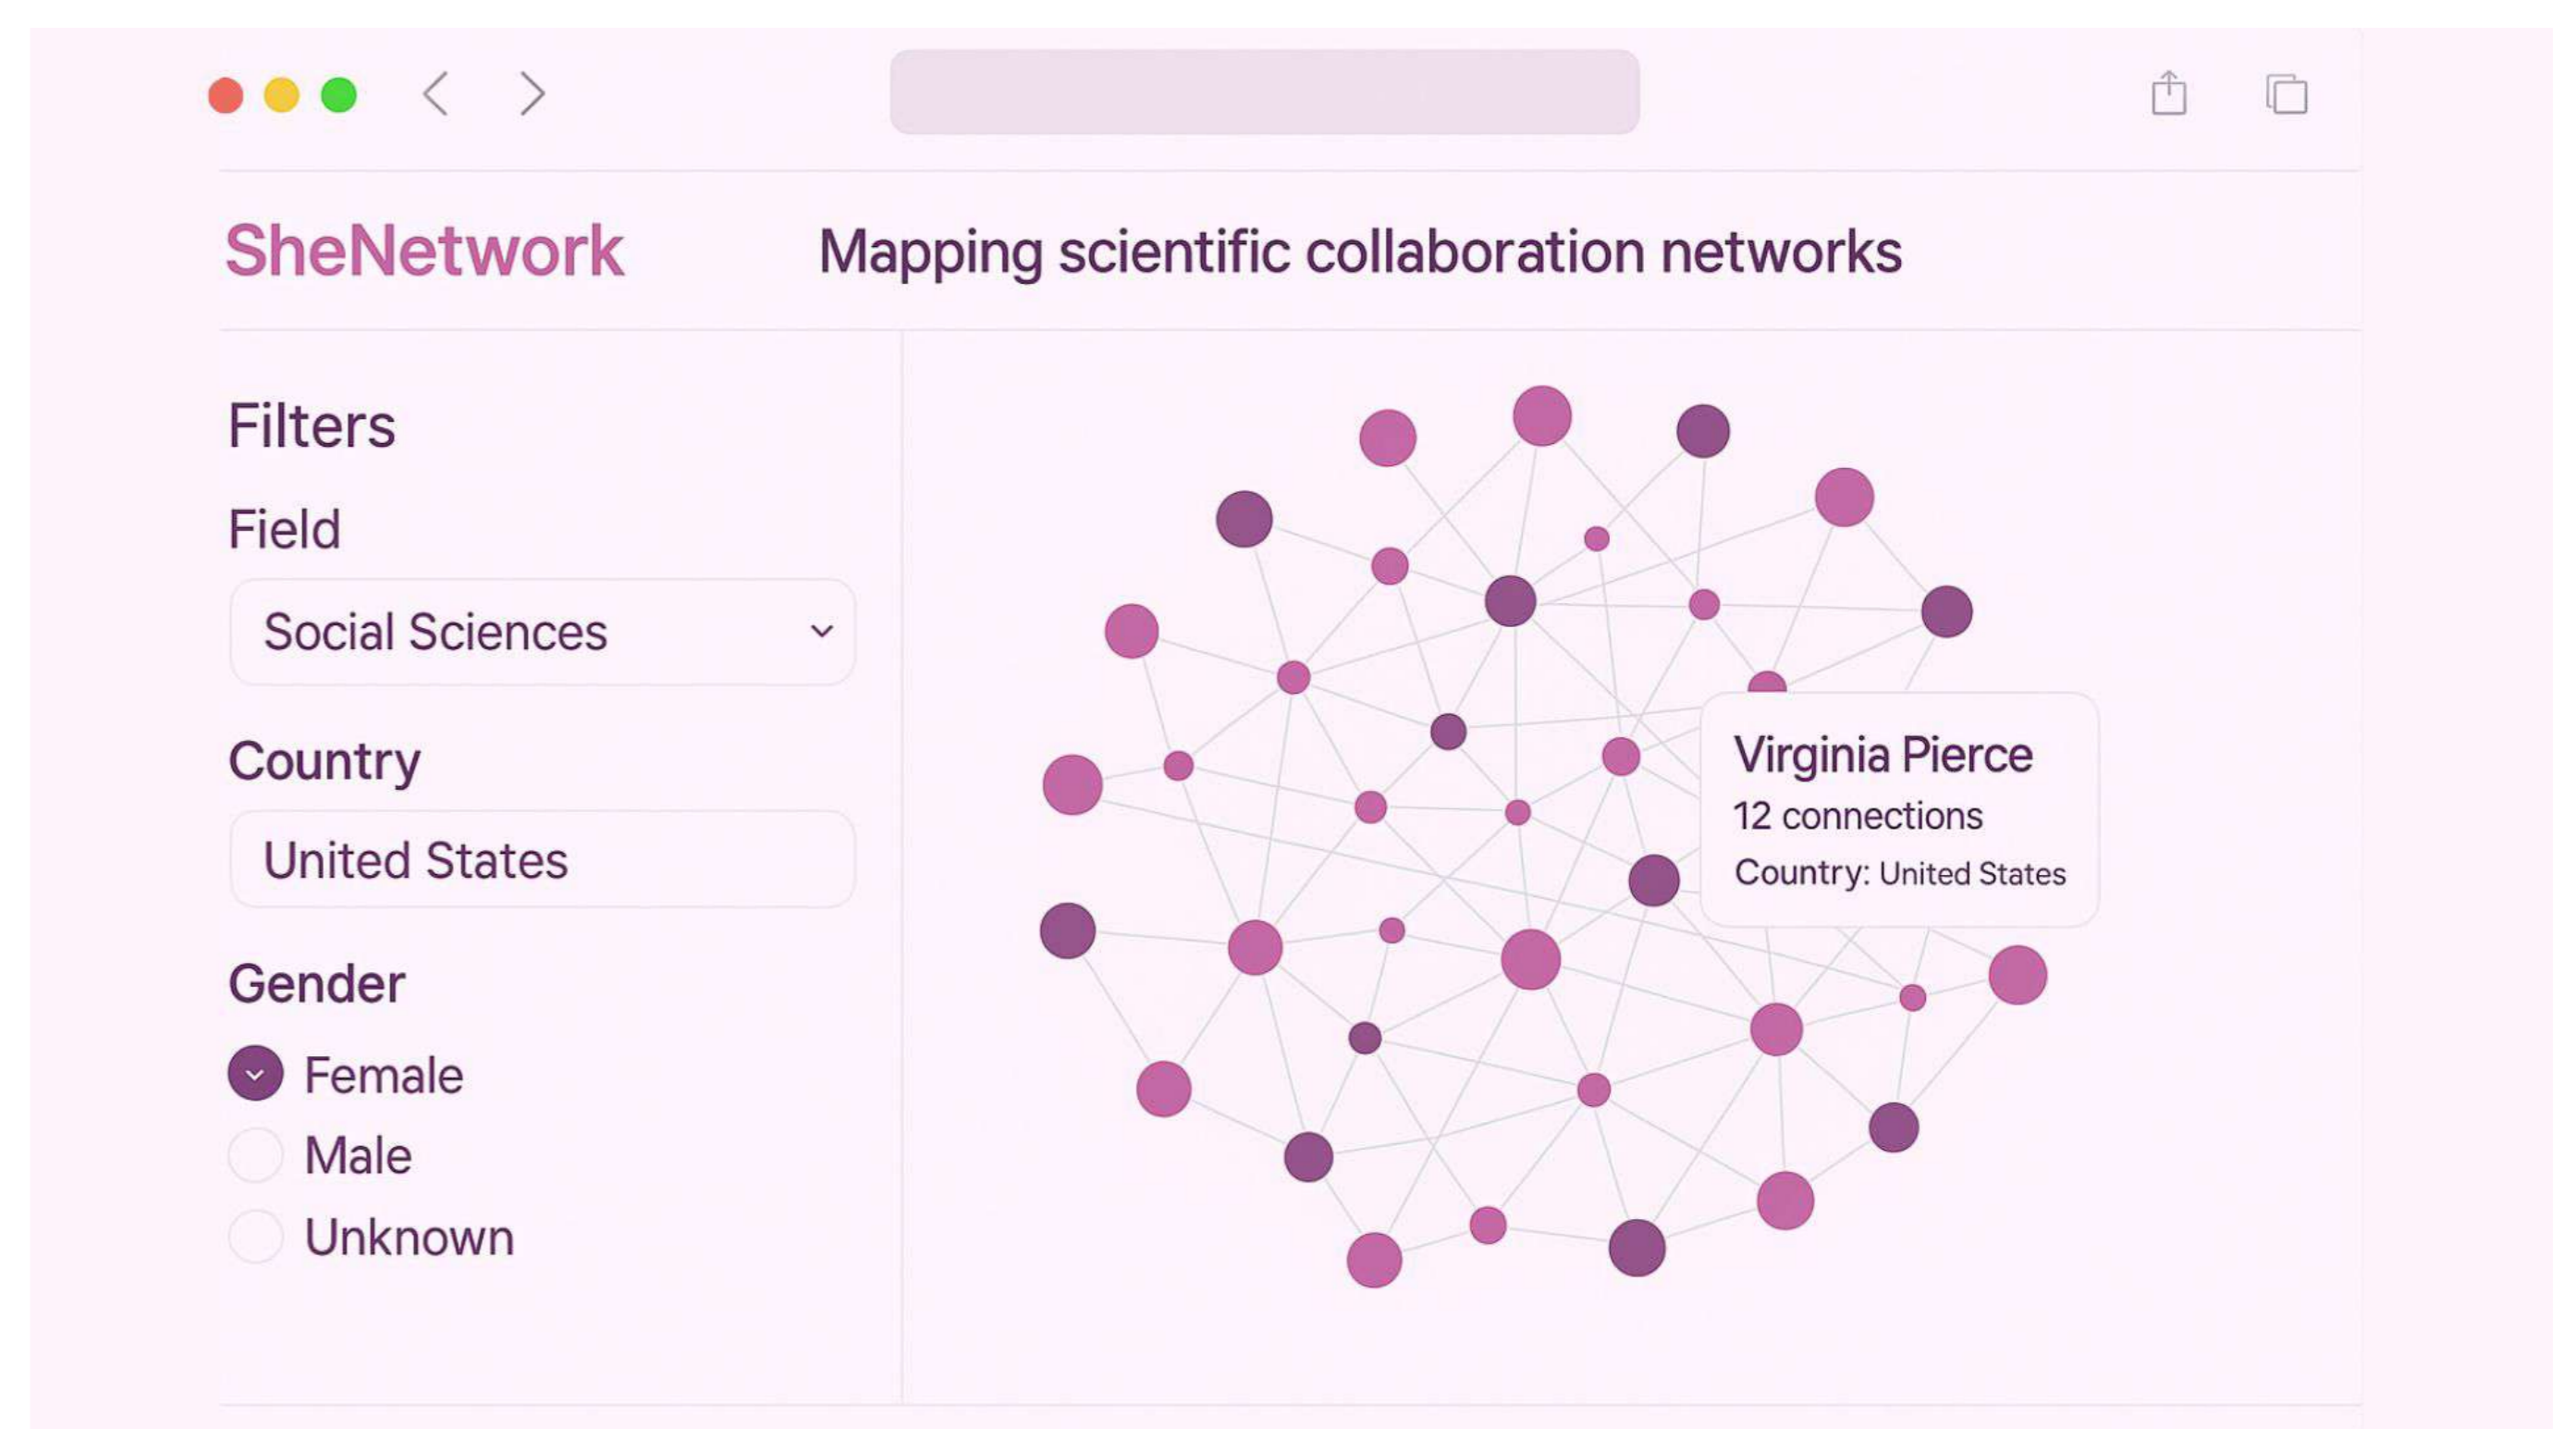 SheNetwork
Mapping scientific collaboration networks
Filters
Field
Social Sciences
Country
United States
Gender
Female
Male
Unknown
Virginia Pierce
12 connections
Country: United States